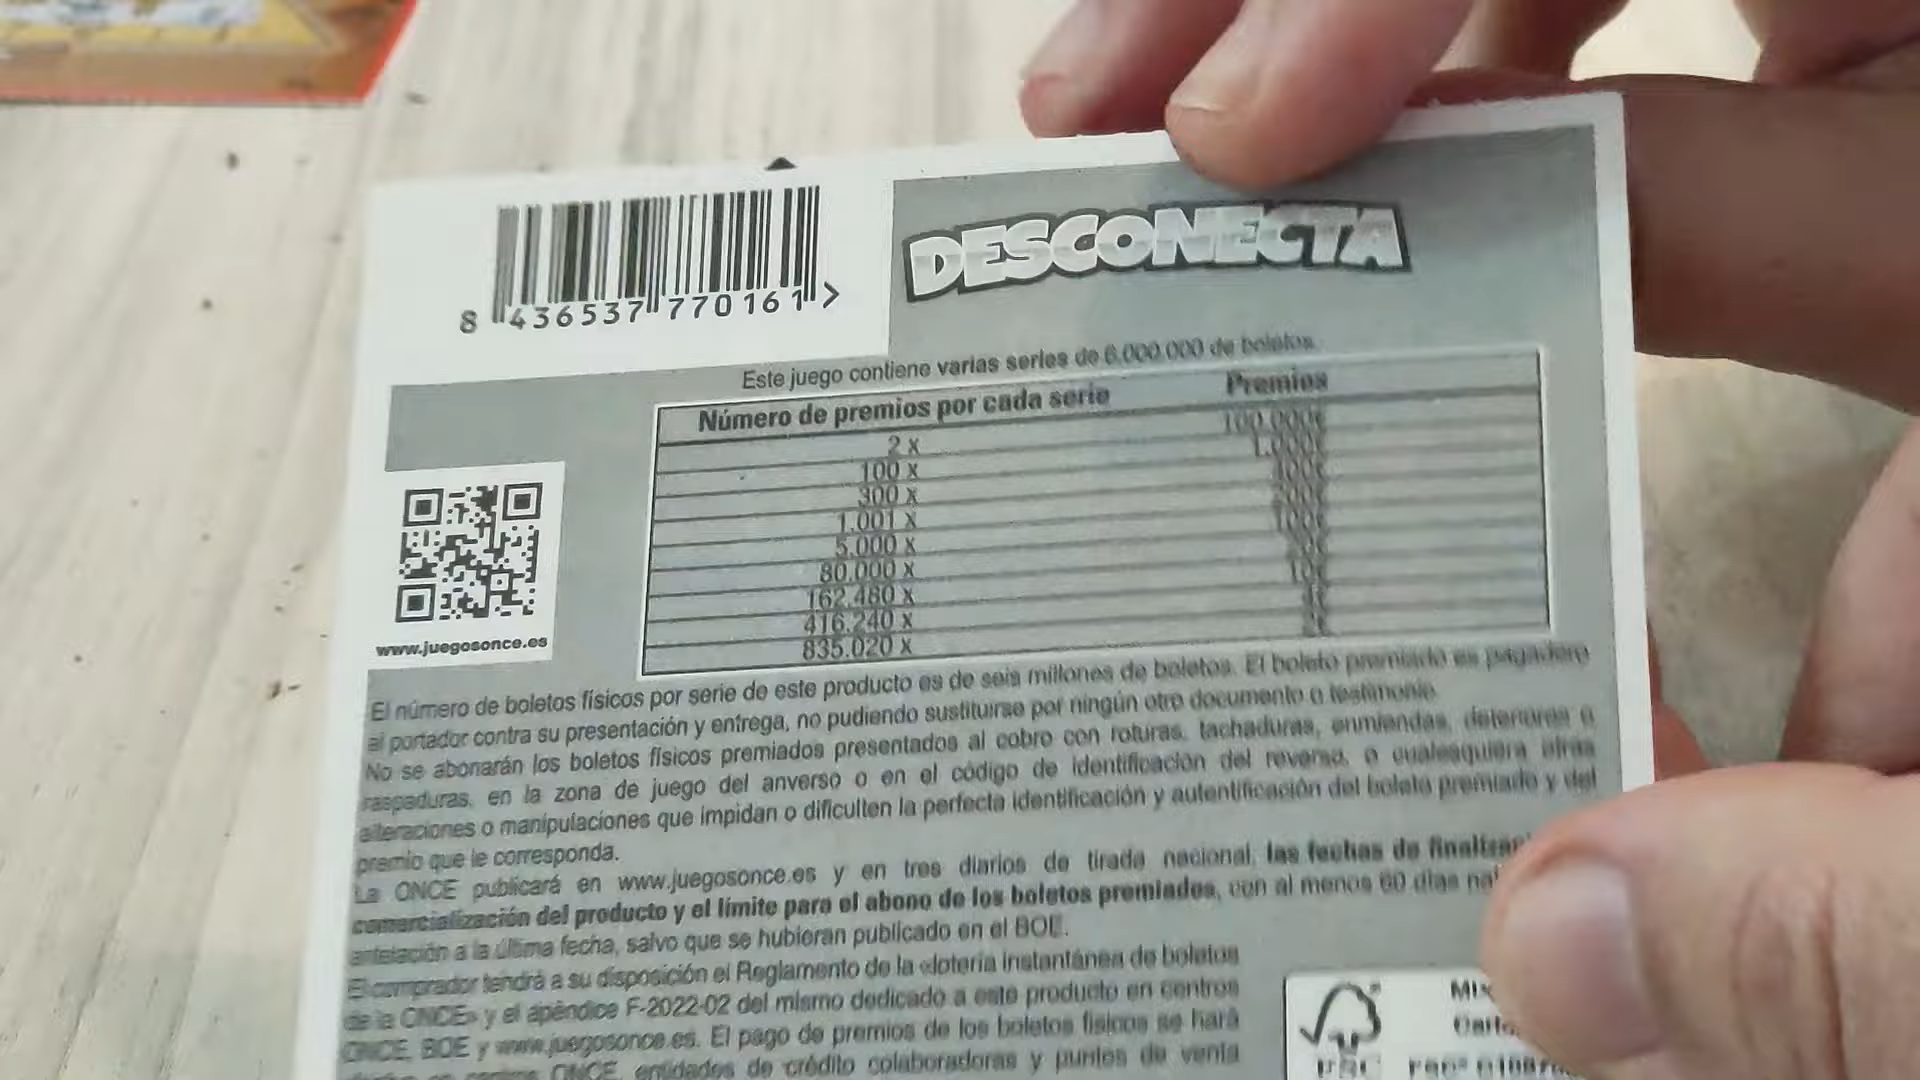 8 436537 770161 >
DESCONECTA
Este juego contiene varias series de 6.000.000 de boletos.
Número de premios por cada serie Premios
2 x 100.000€
100 x 1.000€
300 x
1.001 x
5.000 x 100€
80.000 x
162.480 x 10€
416.240 x
835.020 x
www.juegosonce.es
El número de boletos físicos por serie de este producto es de seis millones de boletos. El boleto premiado es pagadero
al portador contra su presentación y entrega, no pudiendo sustituirse por ningún otro documento o testimonio.
No se abonarán los boletos físicos premiados presentados al cobro con roturas, tachaduras, enmiendas, deterioros o
raspaduras, en la zona de juego del anverso o en el código de identificación del reverso, o cualesquiera otras
alteraciones o manipulaciones que impidan o dificulten la perfecta identificación y autentificación del boleto premiado y del
premio que le corresponda.
La ONCE publicará en www.juegosonce.es y en tres diarios de tirada nacional, las fechas de
comercialización del producto y el límite para el abono de los boletos premiados, con al menos 60 días
antelación a la última fecha, salvo que se hubieran publicado en el BOE.
El comprador tendrá a su disposición el Reglamento de la «lotería instantánea de boletos
de la ONCE» y el apéndice F-2022-02 del mismo dedicado a este producto en centros
ONCE, BOE y www.juegosonce.es. El pago de premios de los boletos físicos se hará
ONCE, entidades de crédito colaboradoras y puntos de venta
FSC